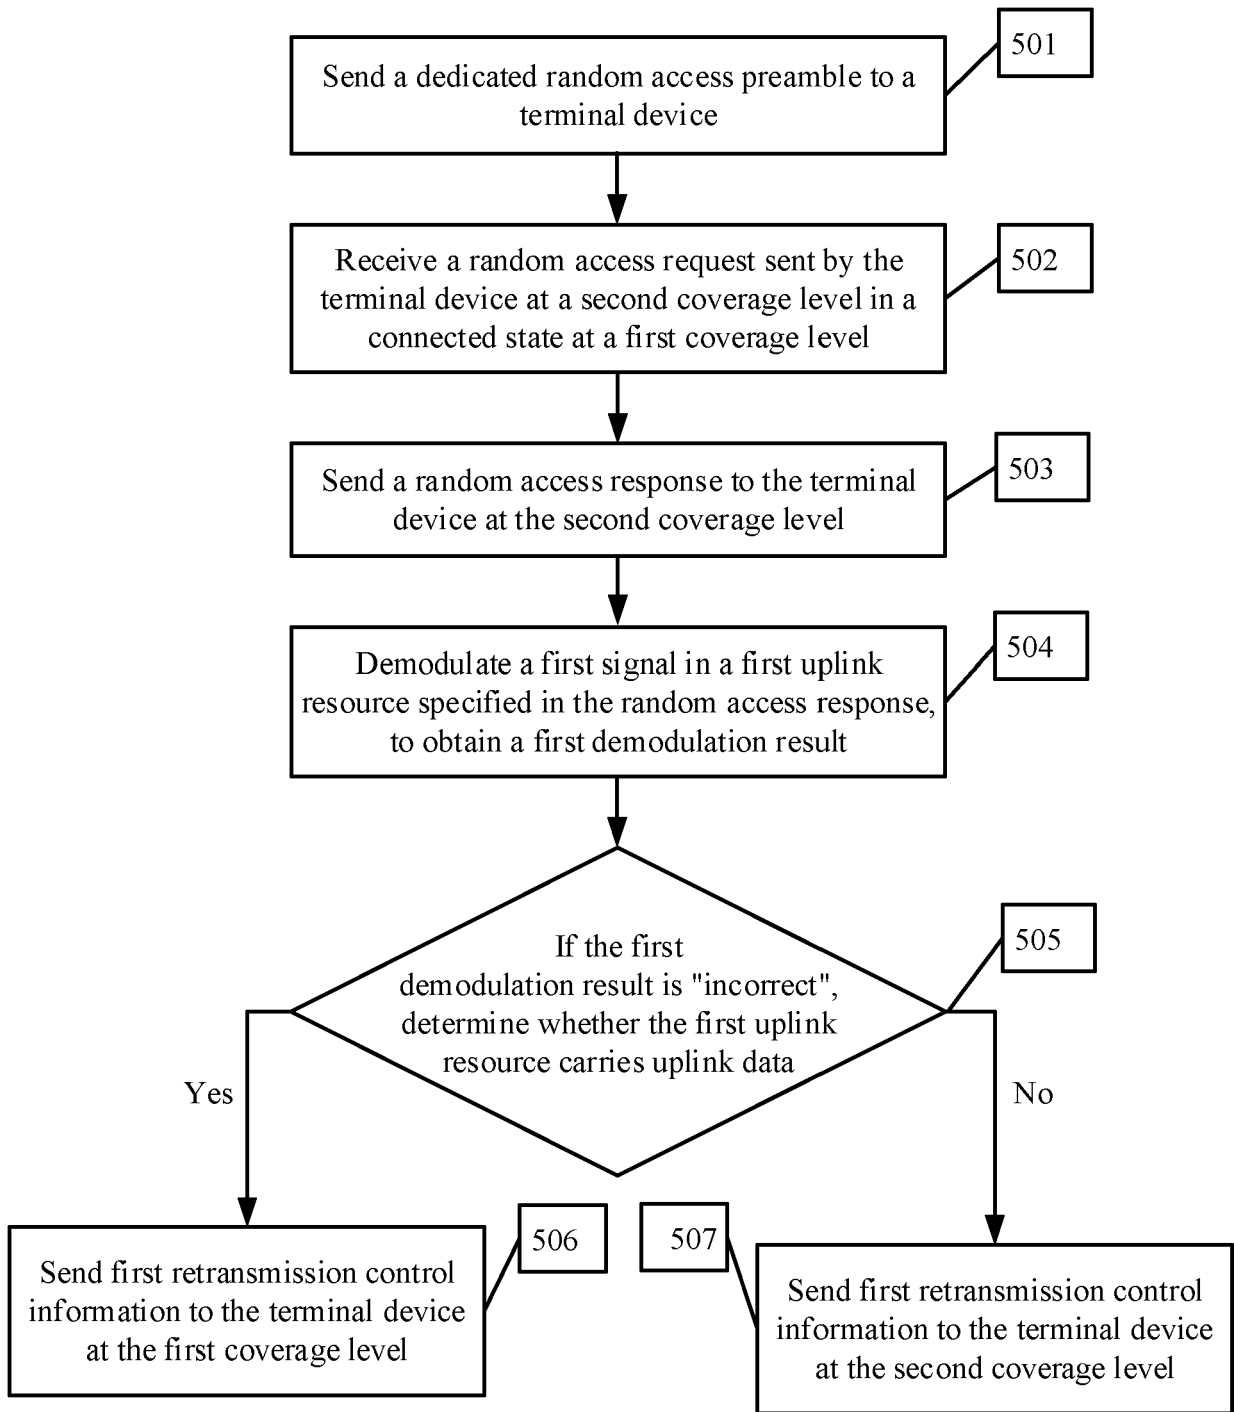 501
Send a dedicated random access preamble to a
terminal device
502
Receive a random access request sent by the
terminal device at a second coverage level in a
connected state at a first coverage level
503
Send a random access response to the terminal
device at the second coverage level
504
Demodulate a first signal in a first uplink
resource specified in the random access response,
to obtain a first demodulation result
505
If the first
demodulation result is "incorrect",
determine whether the first uplink
resource carries uplink data
Yes
No
506
507
Send first retransmission control
information to the terminal device
at the first coverage level
Send first retransmission control
information to the terminal device
at the second coverage level